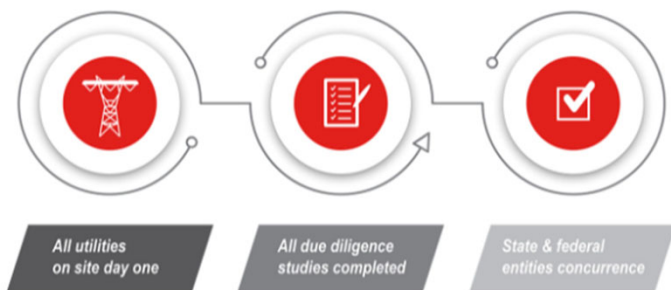 All utilities
on site day one
All due diligence
studies completed
State & federal
entities concurrence